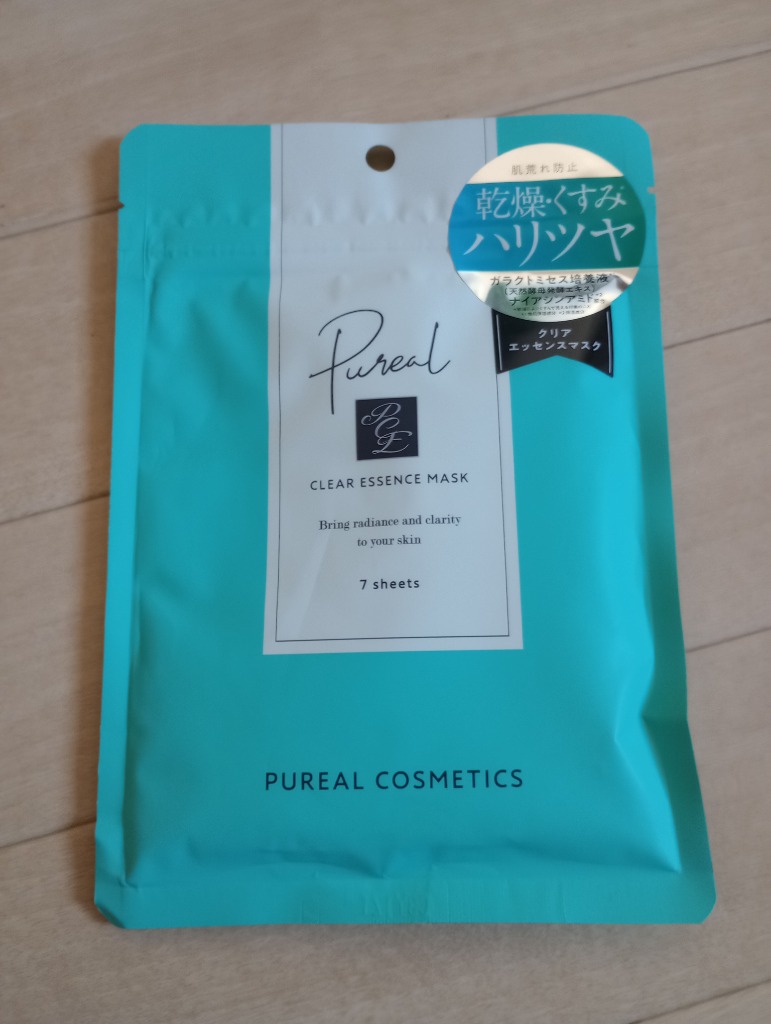 肌荒れ防止
乾燥・くすみ
ハリツヤ
ガラクトミセス培養液
(天然酵母発酵エキス)
ナイアシンアミド
クリア
エッセンスマスク
Pureal
PCE
CLEAR ESSENCE MASK
Bring radiance and clarity
to your skin
7 sheets
PUREAL COSMETICS